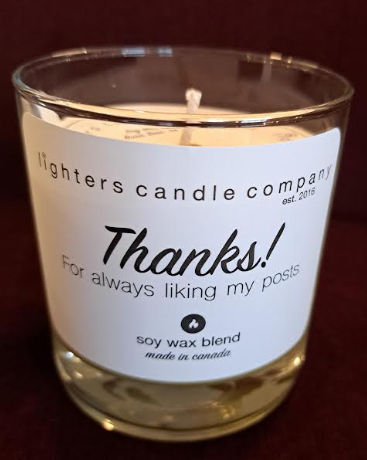 lighters candle company
est. 2016
Thanks!
For always liking my posts
soy wax blend
made in canada